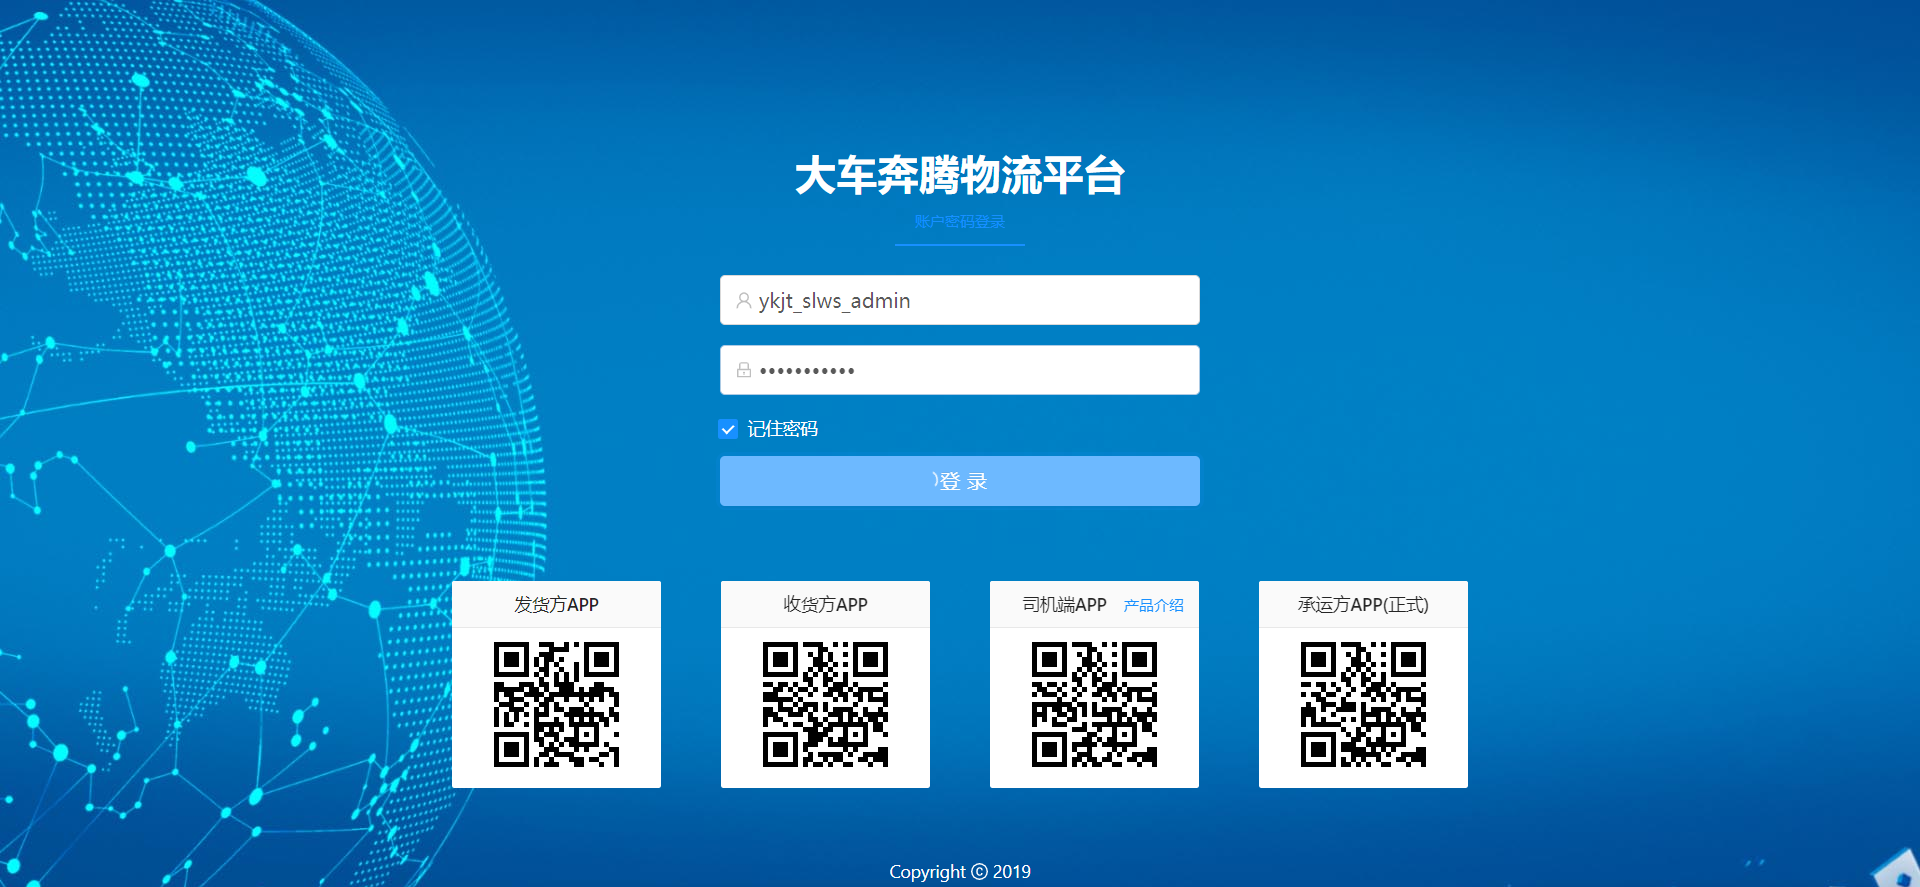 大车奔腾物流平台
账户密码登录
ykjt_slws_admin
•••••••••••
记住密码
登 录
发货方APP
收货方APP
司机端APP 产品介绍
承运方APP(正式)
Copyright © 2019